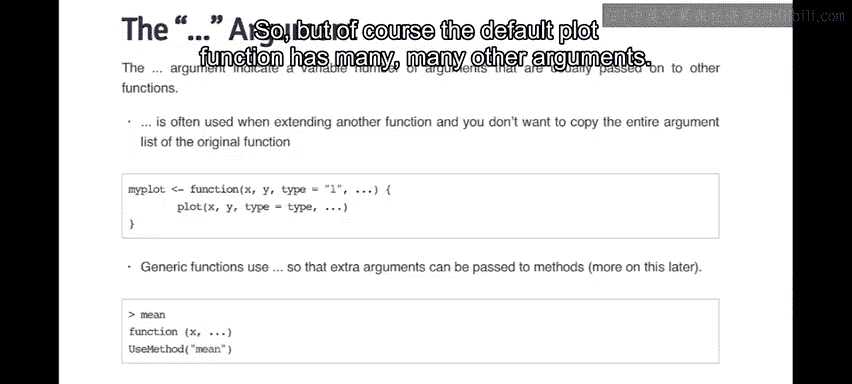 The “...” Argument
So, but of course the default plot
function has many, many other arguments.
The ... argument indicate a variable number of arguments that are usually passed on to other
functions.
· ... is often used when extending another function and you don’t want to copy the entire argument
list of the original function
myplot <- function(x, y, type = "l", ...) {
plot(x, y, type = type, ...)
}
· Generic functions use ... so that extra arguments can be passed to methods (more on this later).
> mean
function (x, ...)
UseMethod("mean")